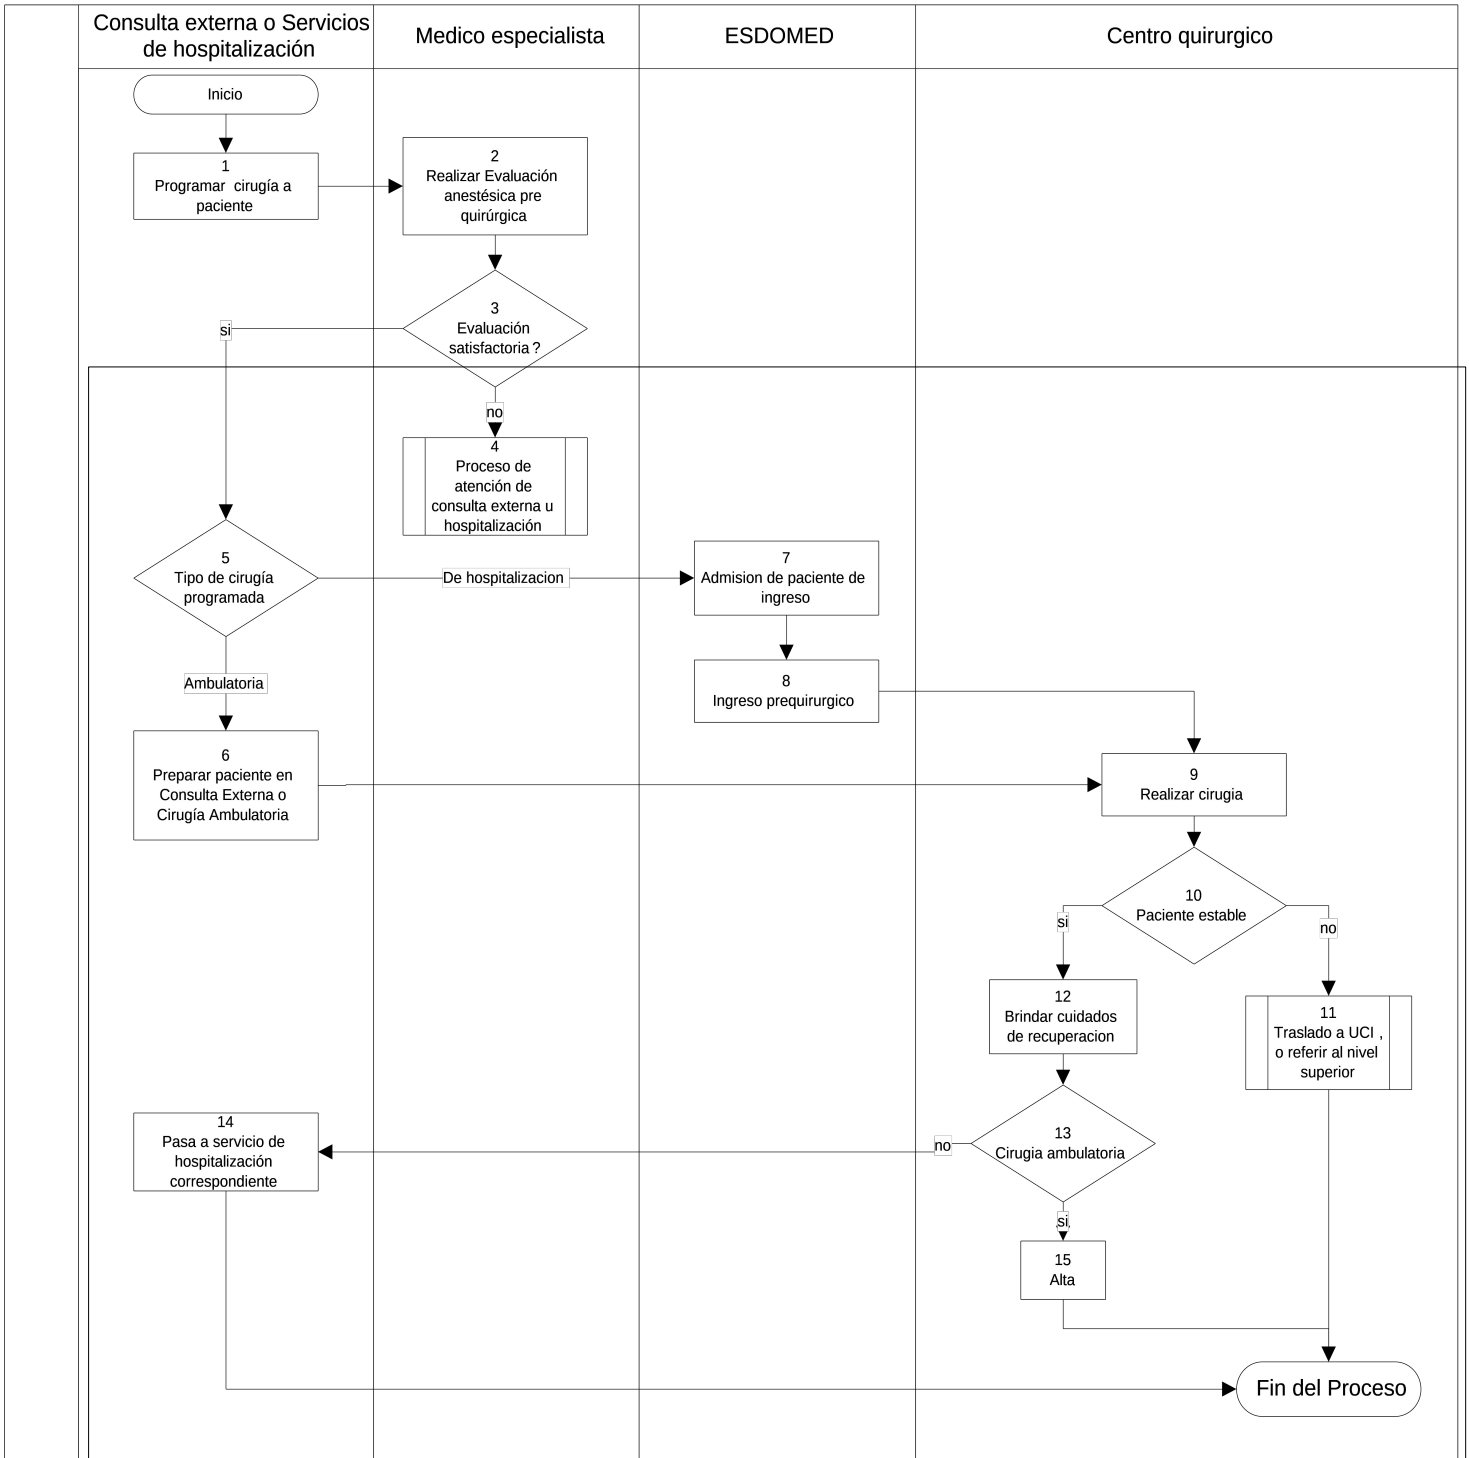 Consulta externa o Servicios
de hospitalización
Medico especialista
ESDOMED
Centro quirurgico
Inicio
1
Programar cirugía a
paciente
2
Realizar Evaluación
anestésica pre
quirúrgica
3
Evaluación
satisfactoria ?
si
no
4
Proceso de
atención de
consulta externa u
hospitalización
5
Tipo de cirugía
programada
De hospitalizacion
7
Admision de paciente de
ingreso
Ambulatoria
8
Ingreso prequirurgico
6
Preparar paciente en
Consulta Externa o
Cirugía Ambulatoria
9
Realizar cirugia
10
Paciente estable
si
no
12
Brindar cuidados
de recuperacion
11
Traslado a UCI ,
o referir al nivel
superior
14
Pasa a servicio de
hospitalización
correspondiente
no
13
Cirugia ambulatoria
si
15
Alta
Fin del Proceso